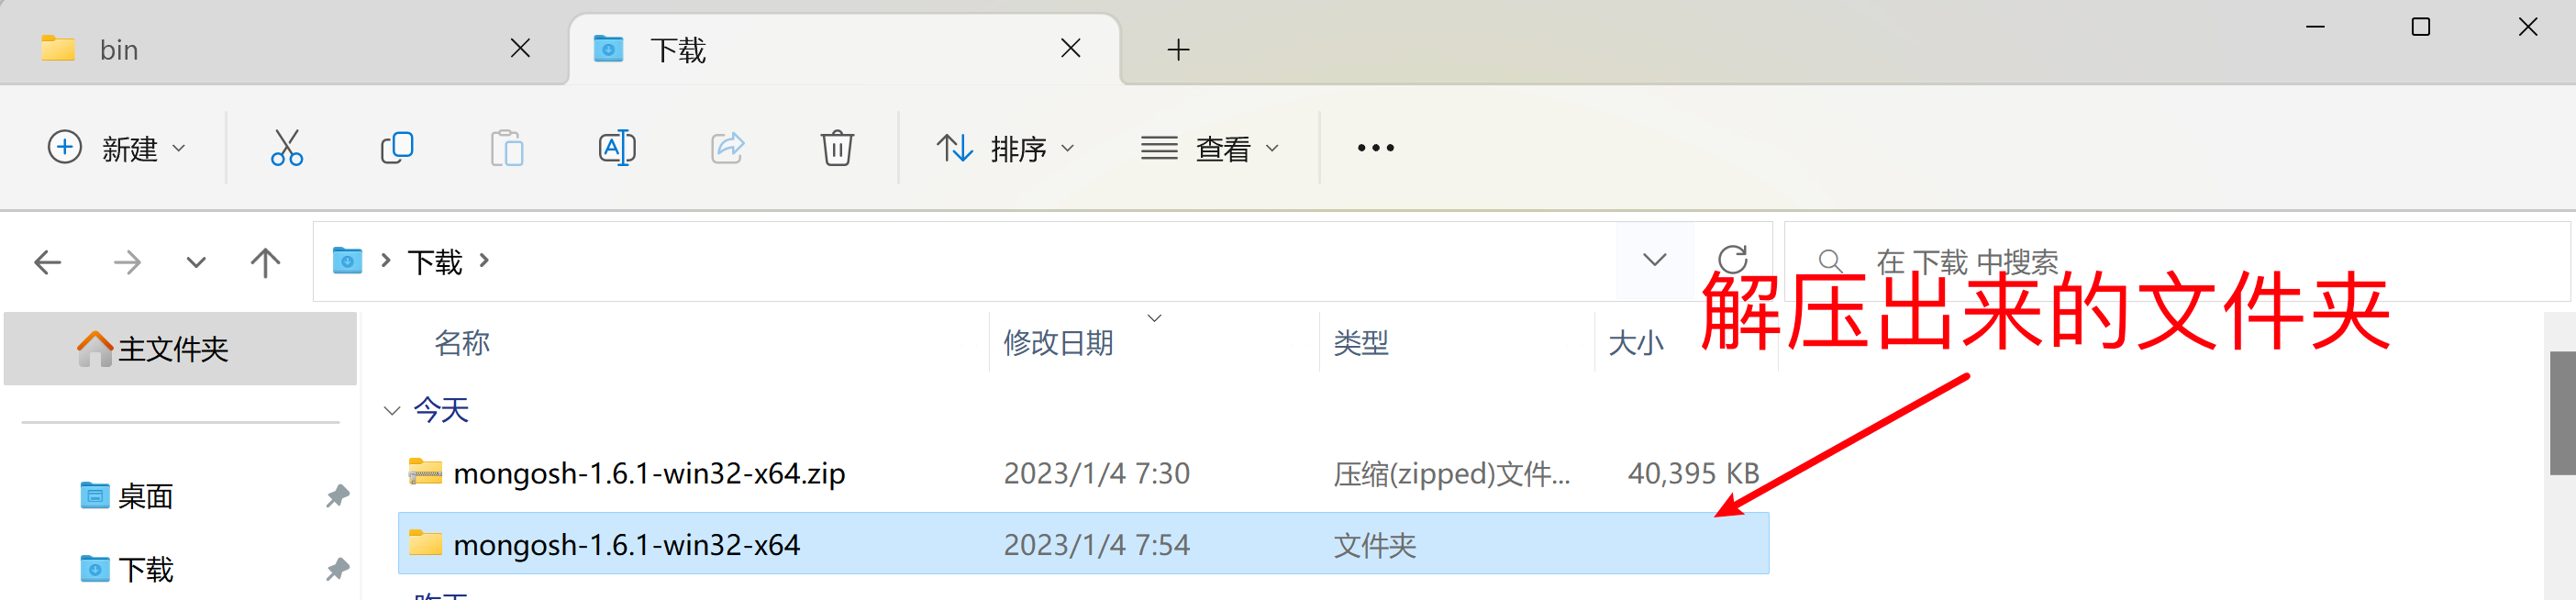 bin
下载
新建
排序
查看
下载
在 下载 中搜索
解压出来的文件夹
主文件夹
名称
修改日期
类型
大小
今天
mongosh-1.6.1-win32-x64.zip
2023/1/4 7:30
压缩(zipped)文件...
40,395 KB
桌面
mongosh-1.6.1-win32-x64
2023/1/4 7:54
文件夹
下载